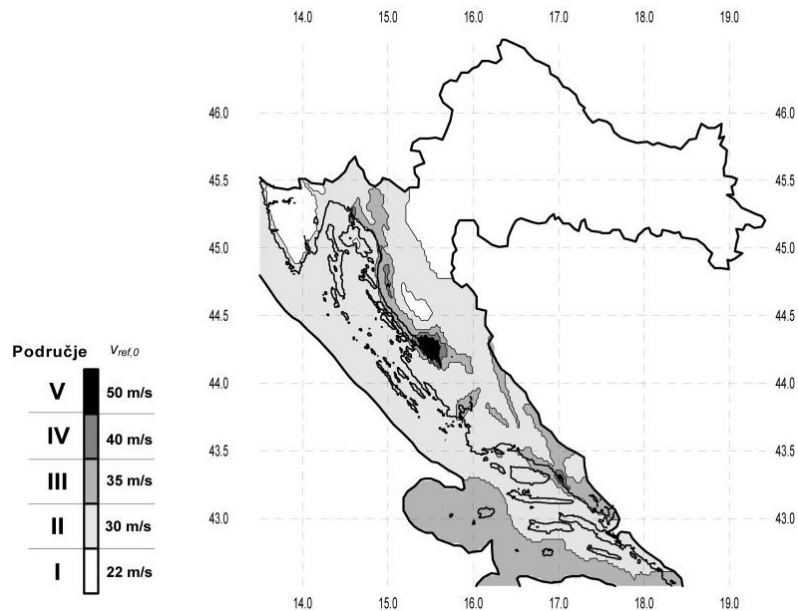 14.0 15.0 16.0 17.0 18.0 19.0
46.0 46.0
45.5 45.5
45.0 45.0
44.5 44.5
Područje Vref,0
44.0 44.0
V 50 m/s
IV 40 m/s
43.5 43.5
III 35 m/s
43.0 43.0
II 30 m/s
I 22 m/s
14.0 15.0 16.0 17.0 18.0 19.0